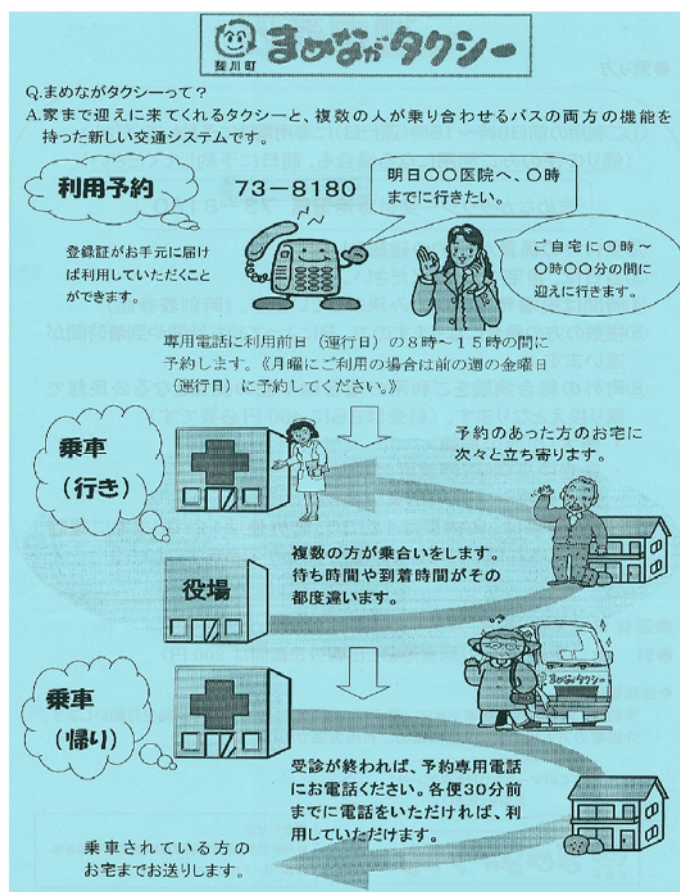 まめながタクシー
斐川町
Q.まめながタクシーって？
A.家まで迎えに来てくれるタクシーと、複数の人が乗り合わせるバスの両方の機能を
持った新しい交通システムです。
利用予約
73－8180
明日〇〇医院へ、〇時
までに行きたい。
登録証がお手元に届け
ば利用していただくこと
ができます。
ご自宅に〇時～
〇時〇〇分の間に
迎えに行きます。
専用電話に利用前日（運行日）の８時～１５時の間に
予約します。《月曜にご利用の場合は前の週の金曜日
（運行日）に予約してください。》
乗車
（行き）
予約のあった方のお宅に
次々と立ち寄ります。
複数の方が乗合いをします。
待ち時間や到着時間がその
都度違います。
役場
まめながタクシー
乗車
（帰り）
受診が終われば、予約専用電話
にお電話ください。各便３０分前
までに電話をいただければ、利
用していただけます。
乗車されている方の
お宅までお送りします。